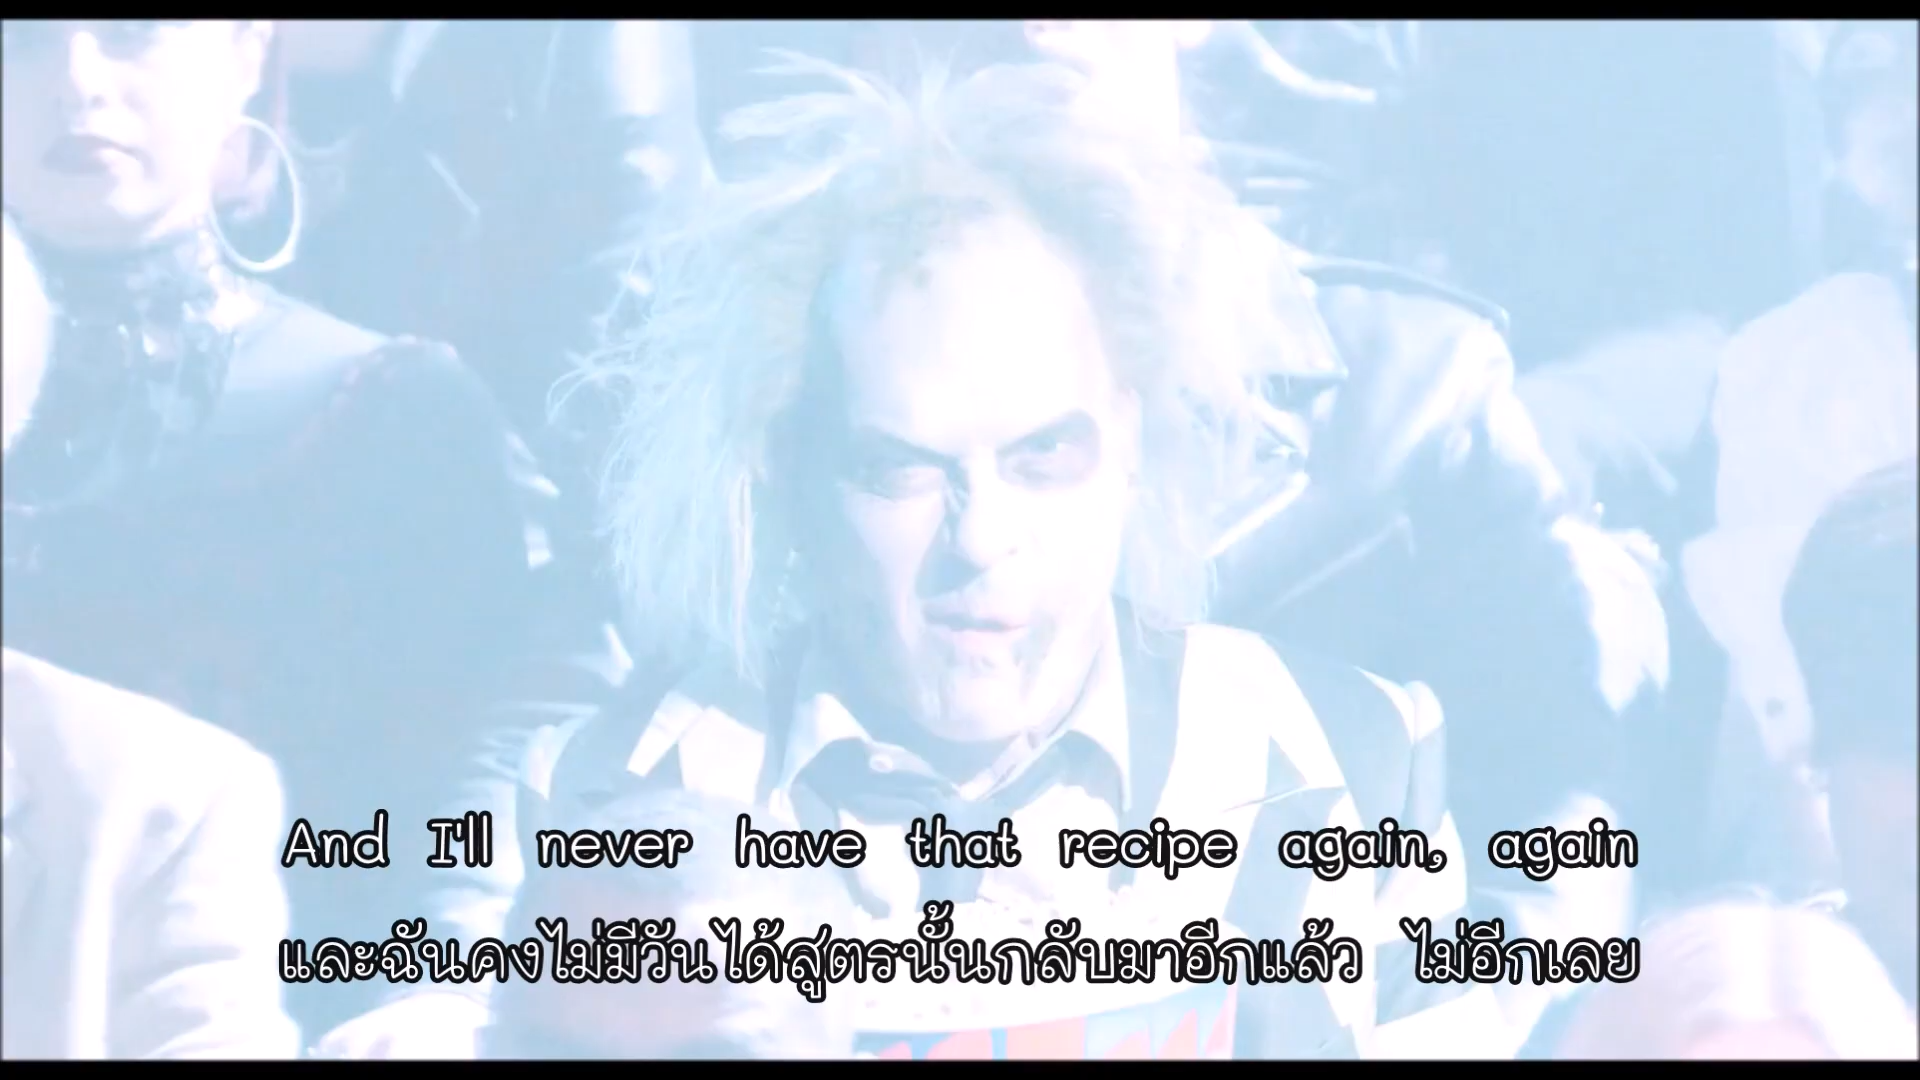 And I'll never have that recipe again, again
และฉันคงไม่มีวันได้สูตรนั้นกลับมาอีกแล้ว ไม่อีกเลย